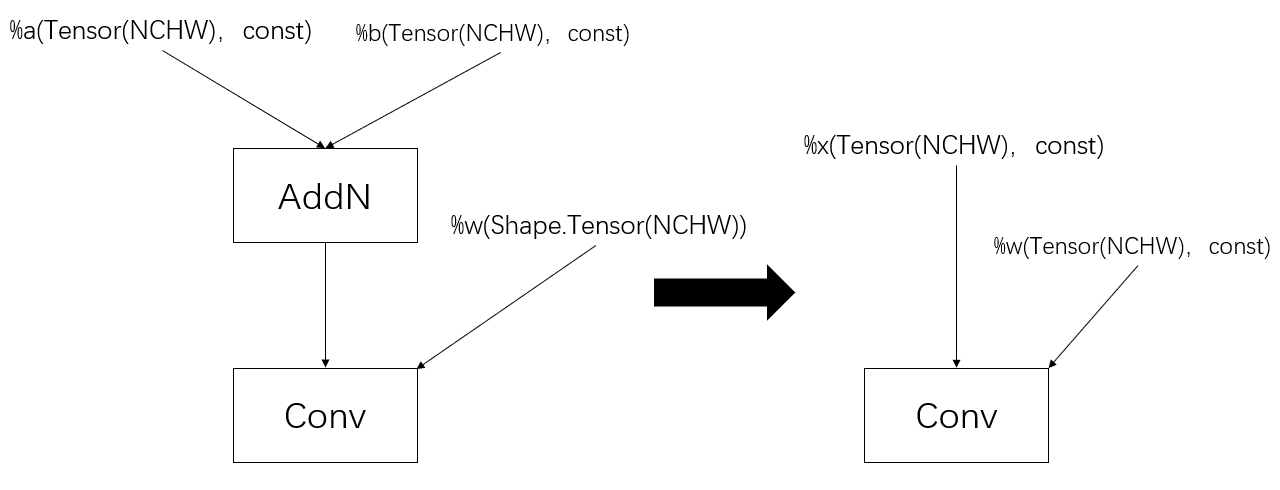 %a(Tensor(NCHW), const)
%b(Tensor(NCHW), const)
AddN
%w(Shape.Tensor(NCHW))
Conv
%x(Tensor(NCHW), const)
%w(Tensor(NCHW), const)
Conv